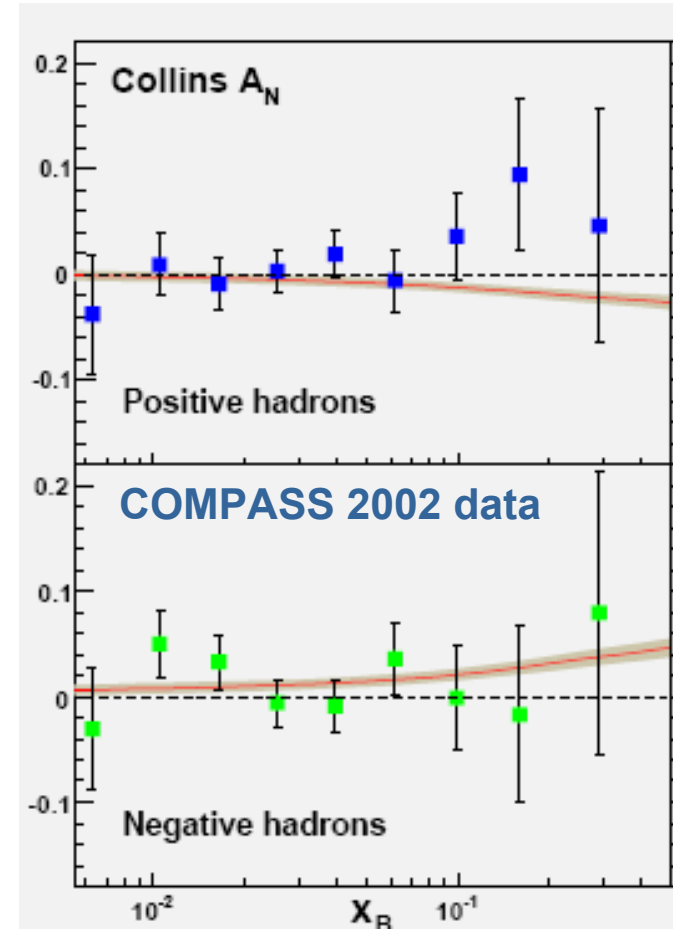 0.2
Collins A_N
0.1
0
-0.1
Positive hadrons
0.2
COMPASS 2002 data
0.1
0
-0.1
Negative hadrons
10^-2
X_B
10^-1